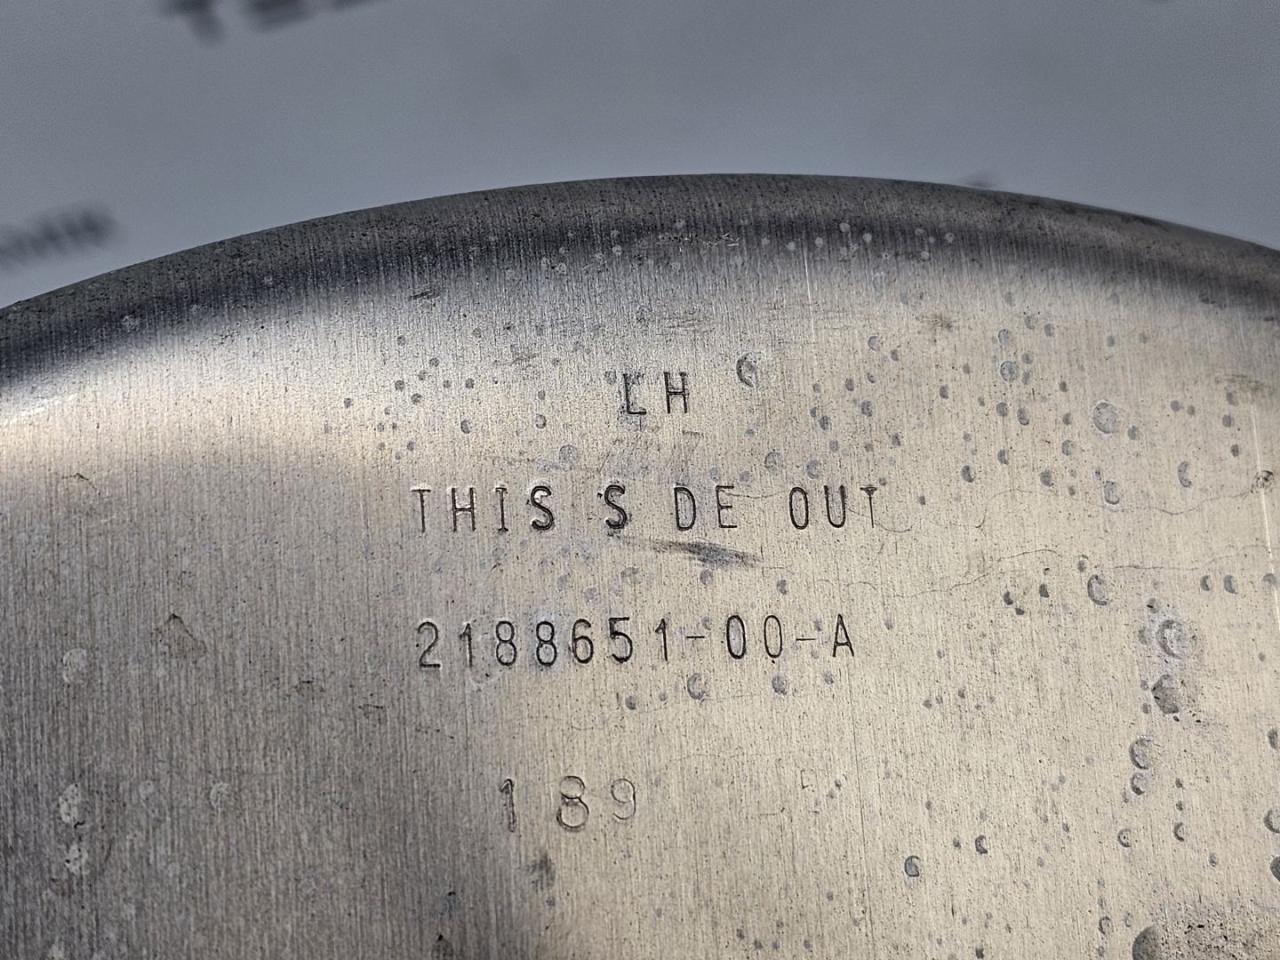 LH
THIS S DE OUT
2188651-00-A
189